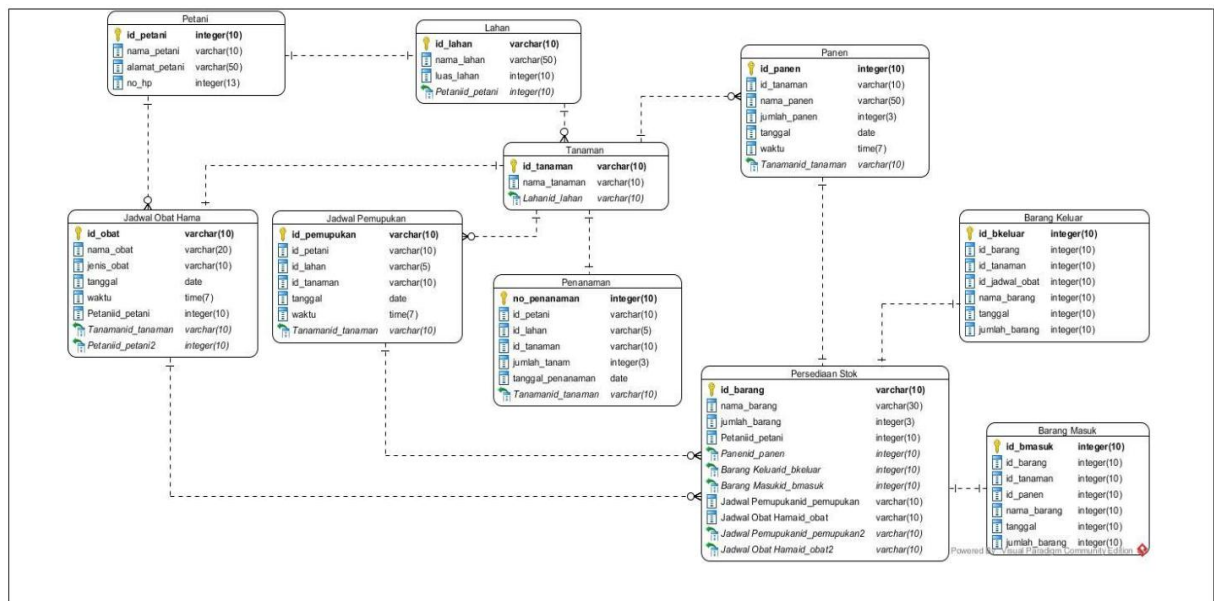 Petani
id_petani integer(10)
nama_petani varchar(10)
alamat_petani varchar(50)
no_hp integer(13)
Lahan
id_lahan varchar(10)
nama_lahan varchar(50)
luas_lahan integer(10)
Petaniid_petani integer(10)
Panen
id_panen integer(10)
id_tanaman varchar(10)
nama_panen varchar(50)
jumlah_panen integer(3)
tanggal date
waktu time(7)
Tanamanid_tanaman varchar(10)
Tanaman
id_tanaman varchar(10)
nama_tanaman varchar(10)
Lahanid_lahan varchar(10)
Jadwal Obat Hama
id_obat varchar(10)
nama_obat varchar(20)
jenis_obat varchar(10)
tanggal date
waktu time(7)
Petaniid_petani integer(10)
Tanamanid_tanaman varchar(10)
Petaniid_petani2 integer(10)
Jadwal Pemupukan
id_pemupukan varchar(10)
id_petani varchar(10)
id_lahan varchar(5)
id_tanaman varchar(10)
tanggal date
waktu time(7)
Tanamanid_tanaman varchar(10)
Penanaman
no_penanaman integer(10)
id_petani varchar(10)
id_lahan varchar(5)
id_tanaman varchar(10)
jumlah_tanam integer(3)
tanggal_penanaman date
Tanamanid_tanaman varchar(10)
Barang Keluar
id_bkeluar integer(10)
id_barang integer(10)
id_tanaman integer(10)
id_jadwal_obat integer(10)
nama_barang integer(10)
tanggal integer(10)
jumlah_barang integer(10)
Persediaan Stok
id_barang varchar(10)
nama_barang varchar(30)
jumlah_barang integer(3)
Petaniid_petani integer(10)
Panenid_panen integer(10)
Barang Keluarid_bkeluar integer(10)
Barang Masukid_bmasuk integer(10)
Jadwal Pemupukanid_pemupukan varchar(10)
Jadwal Obat Hamaid_obat varchar(10)
Jadwal Pemupukanid_pemupukan2 varchar(10)
Jadwal Obat Hamaid_obat2 varchar(10)
Barang Masuk
id_bmasuk integer(10)
id_barang integer(10)
id_tanaman integer(10)
id_panen integer(10)
nama_barang integer(10)
tanggal integer(10)
jumlah_barang integer(10)
Powered By Visual Paradigm Community Edition